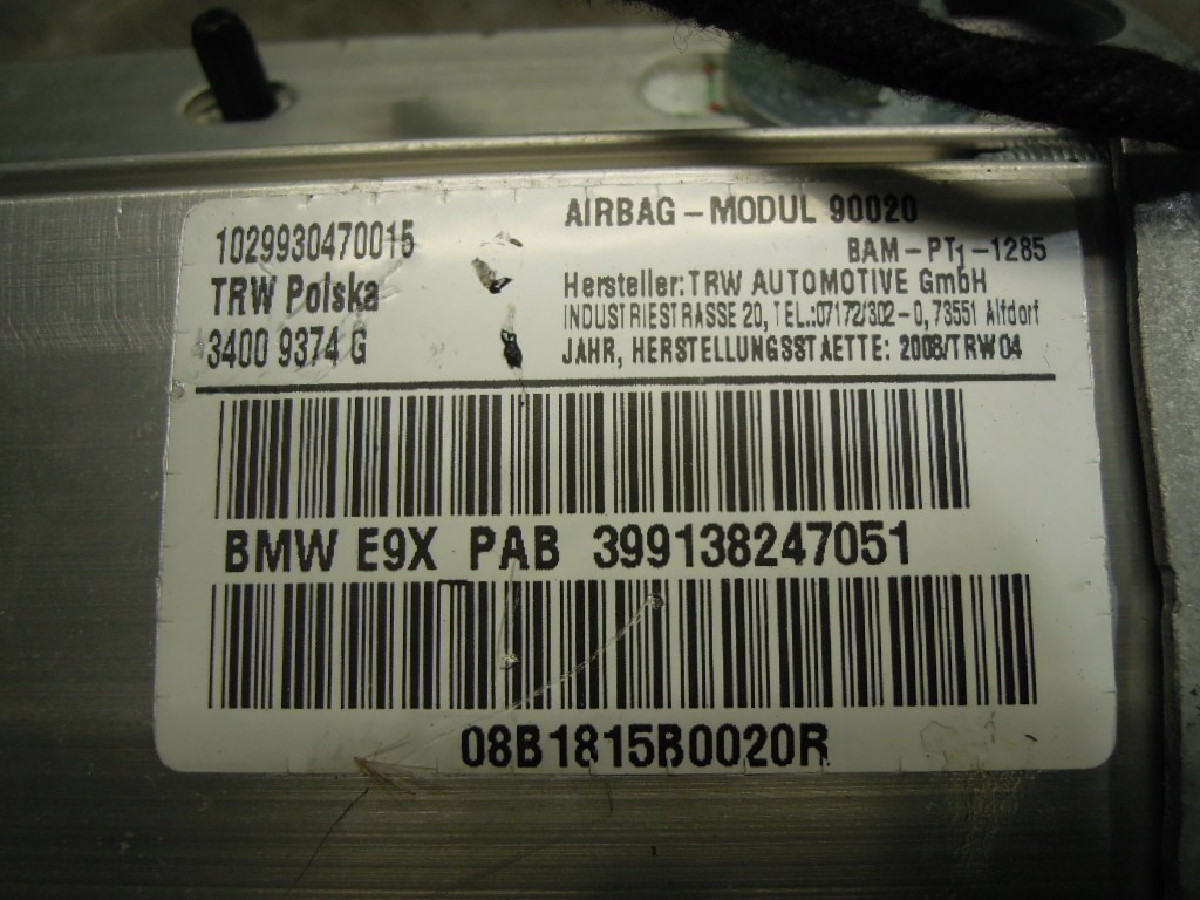 1029930470015
TRW Polska
3400 9374 G
AIRBAG-MODUL 90020
BAM-PT1-1285
Hersteller: TRW AUTOMOTIVE GmbH
INDUSTRIESTRASSE 20, TEL.:07172/302-0, 73551 Alfdorf
JAHR, HERSTELLUNGSSTAETTE: 2008/TRW04
BMW E9X PAB 399138247051
08B1815B0020R